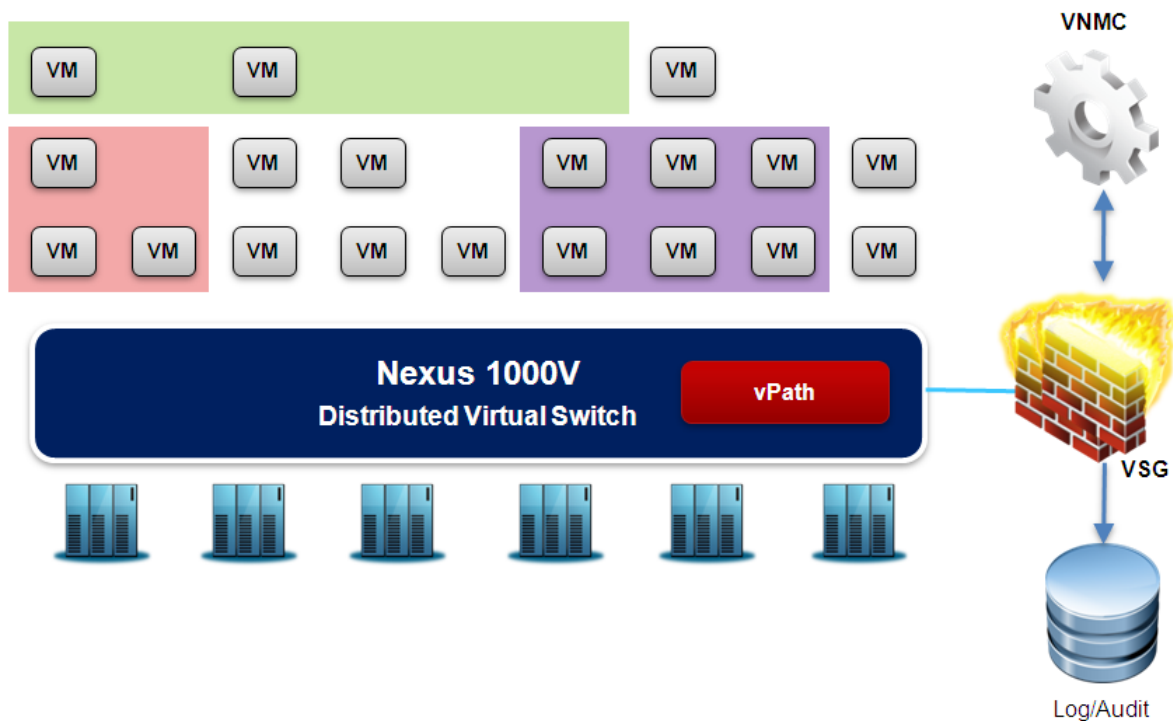 VNMC
VM VM VM
VM VM VM VM VM VM VM
VM VM VM VM VM VM VM VM VM
Nexus 1000V
Distributed Virtual Switch
vPath
VSG
Log/Audit